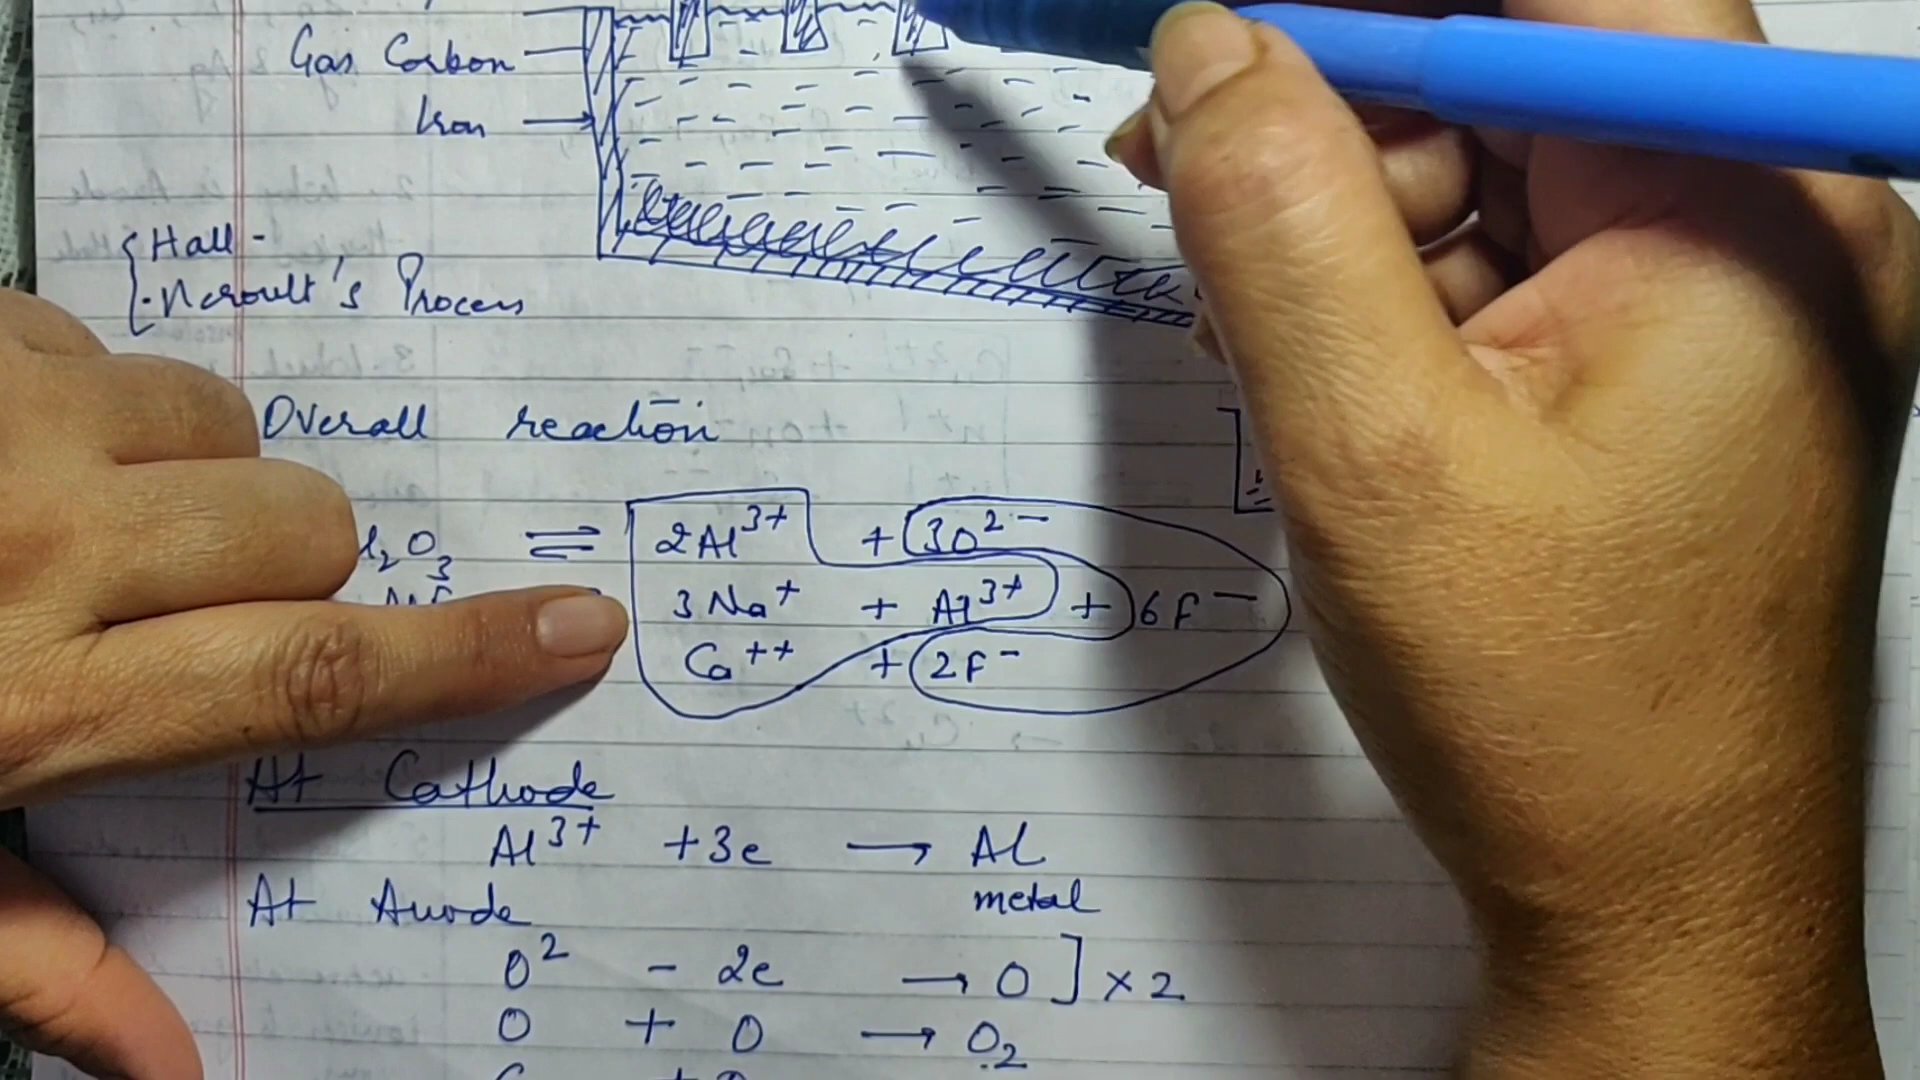 Gas Carbon
Iron
Hall -
Heroult's Process
Overall reaction
l₂O₃ ⇌ 2Al³⁺ + 3O²⁻
3Na⁺ + Al³⁺ + 6F⁻
Ca⁺⁺ + 2F⁻
At Cathode
Al³⁺ +3e → Al
metal
At Anode
O² - 2e → O ] × 2
O + O → O₂